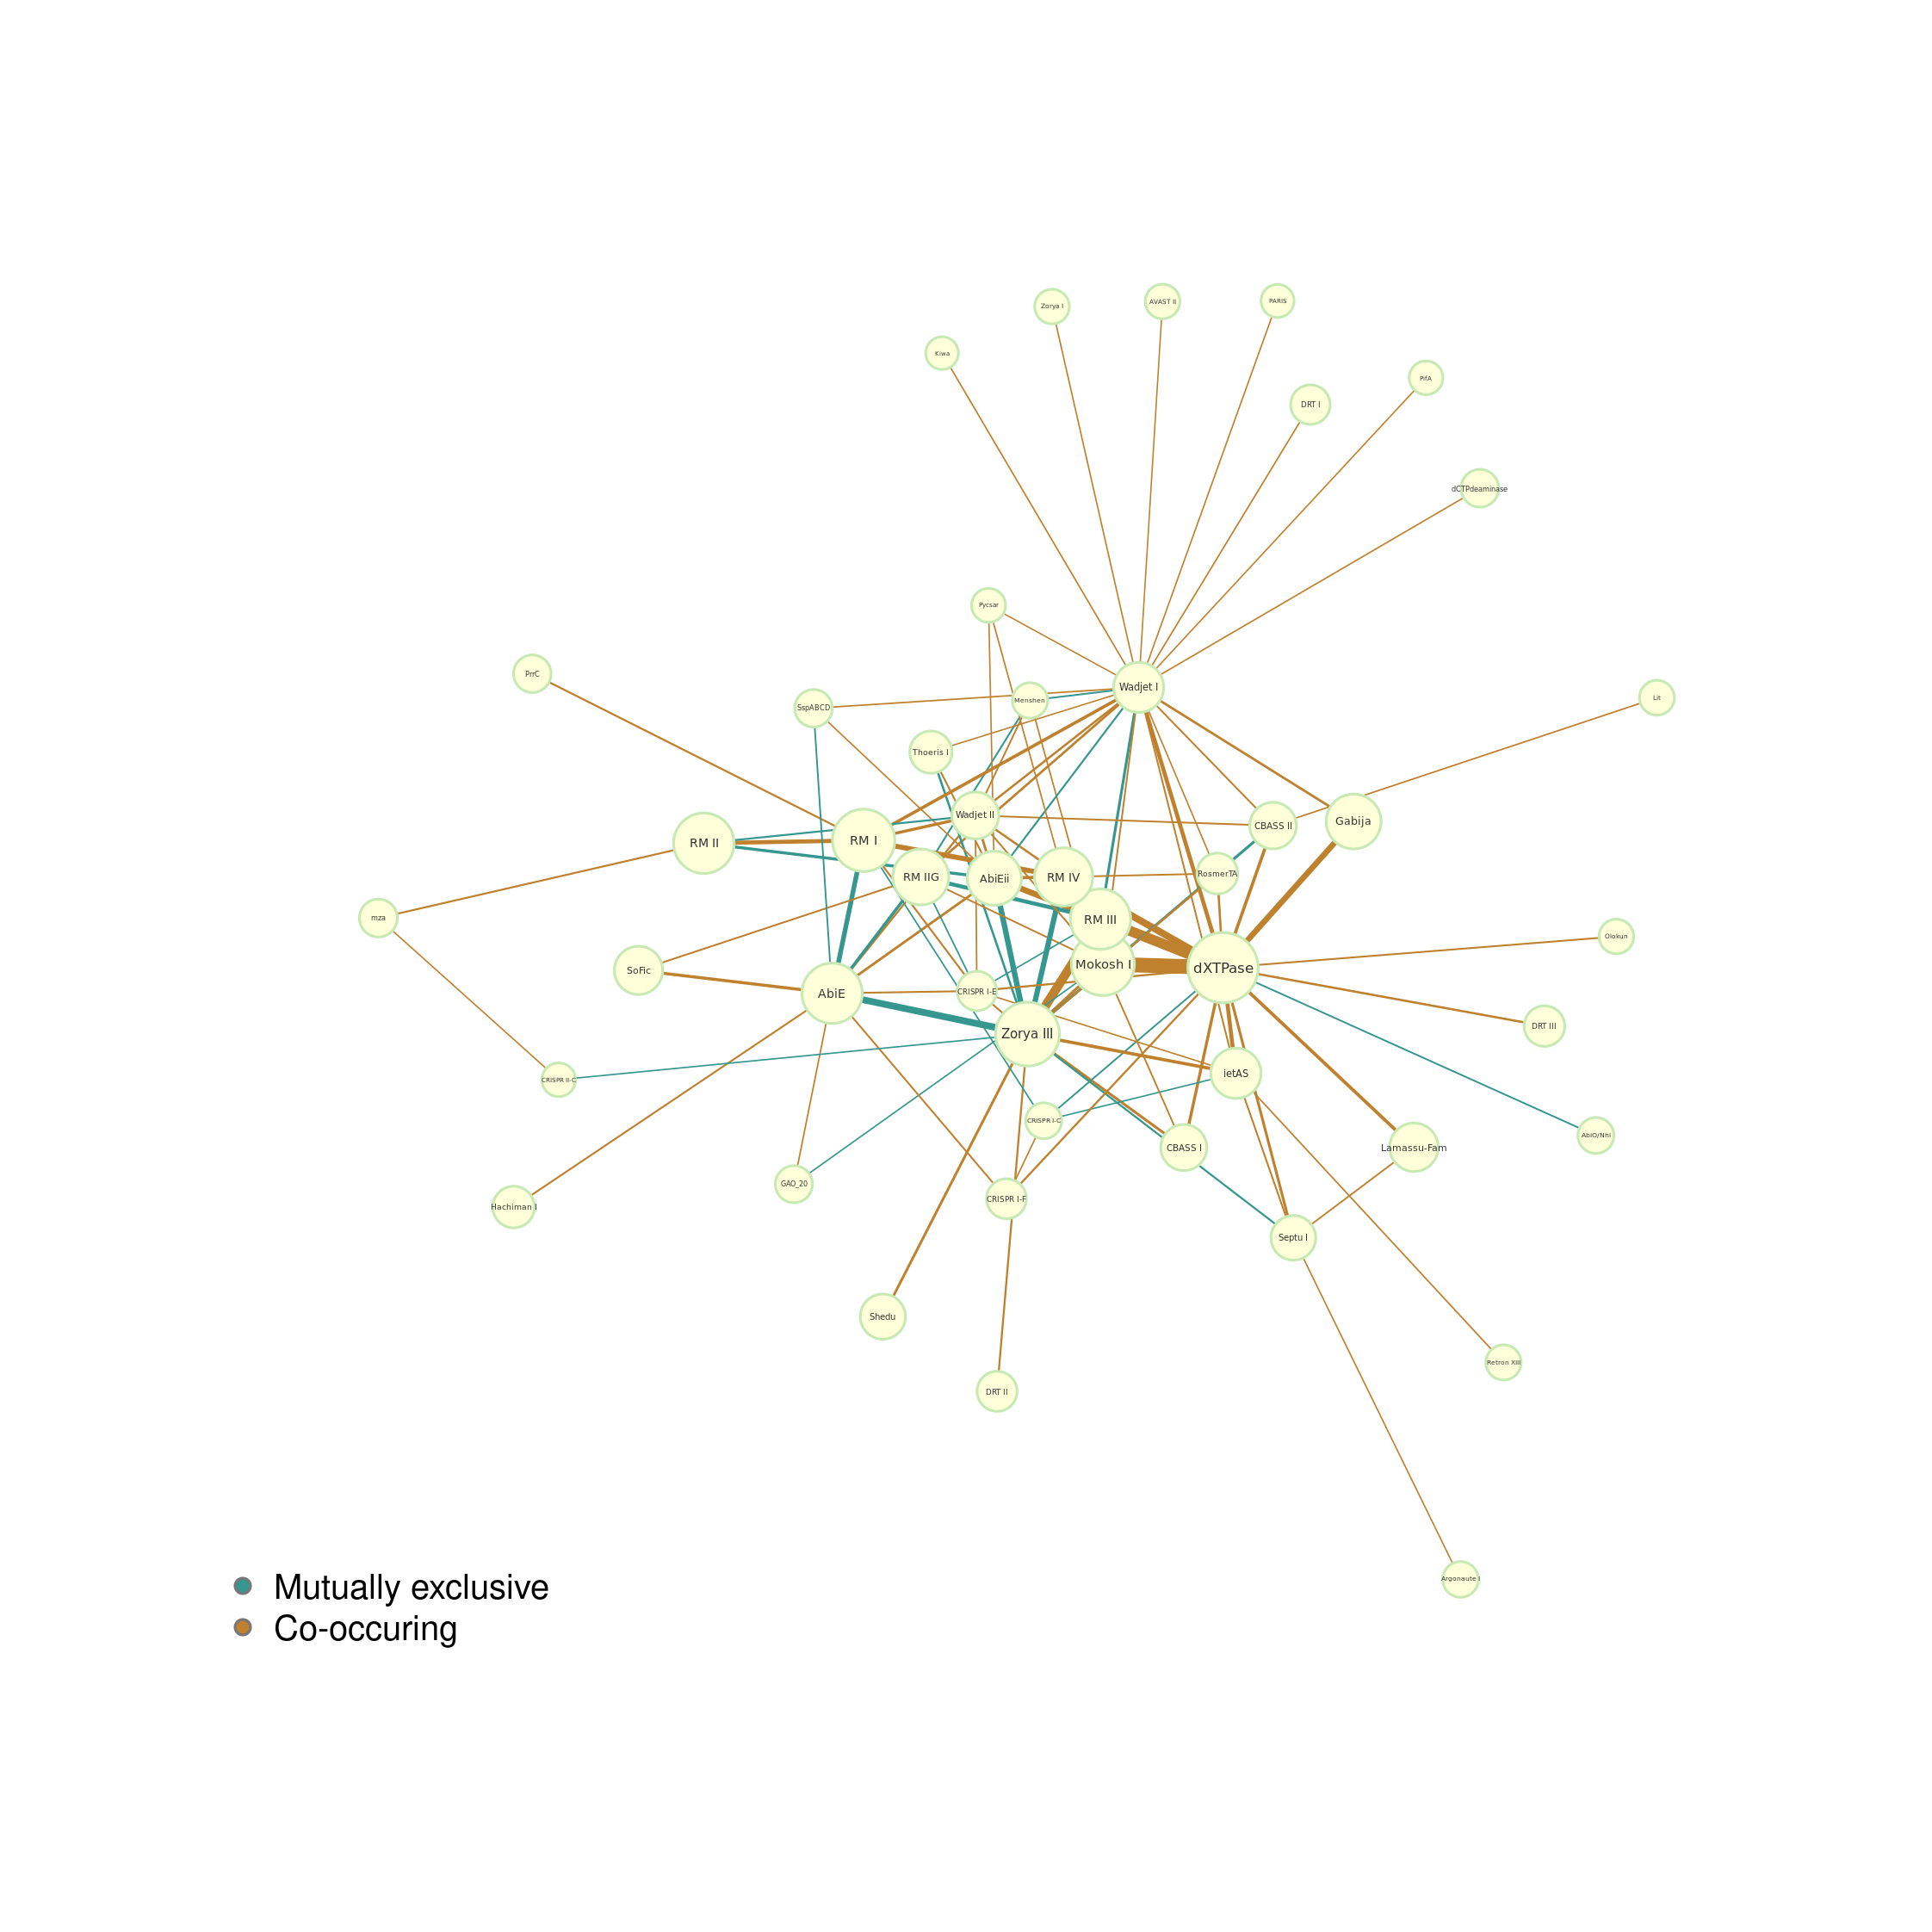 Zorya I
AVAST II
PARIS
Kiwa
PifA
DRT I
dCTPdeaminase
Pycsar
PrrC
Wadjet I
Lit
Menshen
SspABCD
Thoeris I
Wadjet II
Gabija
CBASS II
RM I
RM II
RosmerTA
RM IIG
AbiEii
RM IV
mza
RM III
Olokun
Mokosh I
dXTPase
SoFic
CRISPR I-E
AbiE
DRT III
Zorya III
ietAS
CRISPR II-C
CRISPR I-C
AbiO/Nhi
CBASS I
Lamassu-Fam
GAO_20
CRISPR I-F
Hachiman I
Septu I
Shedu
Retron XIII
DRT II
Argonaute I
Mutually exclusive
Co-occuring